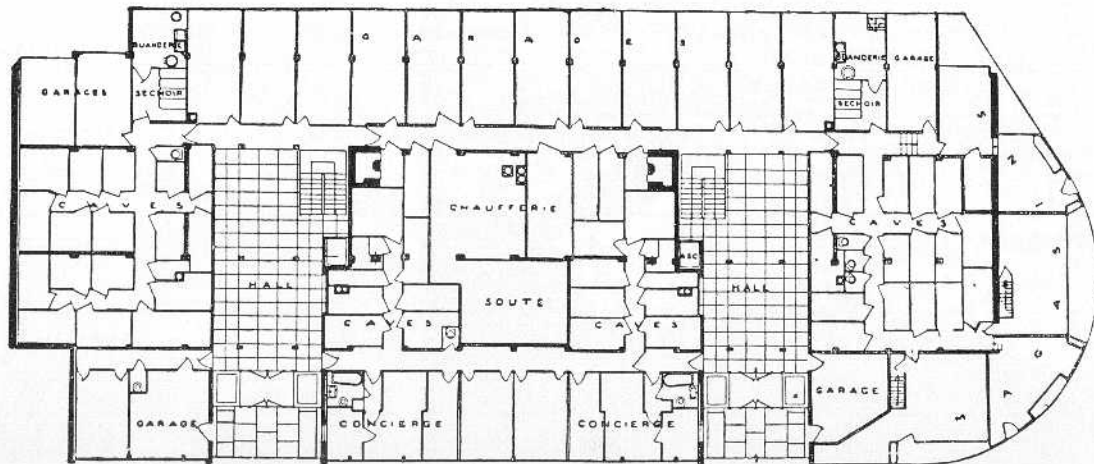 BUANDERIE
GARAGES
BUANDERIE GARAGE
GARAGES
SECHOIR
SECHOIR
CHAUFFERIE
CAVES
CAVES
ASC
HALL
HALL
SOUTE
CAVES
CAVES
GARAGE
GARAGE
CONCIERGE
CONCIERGE